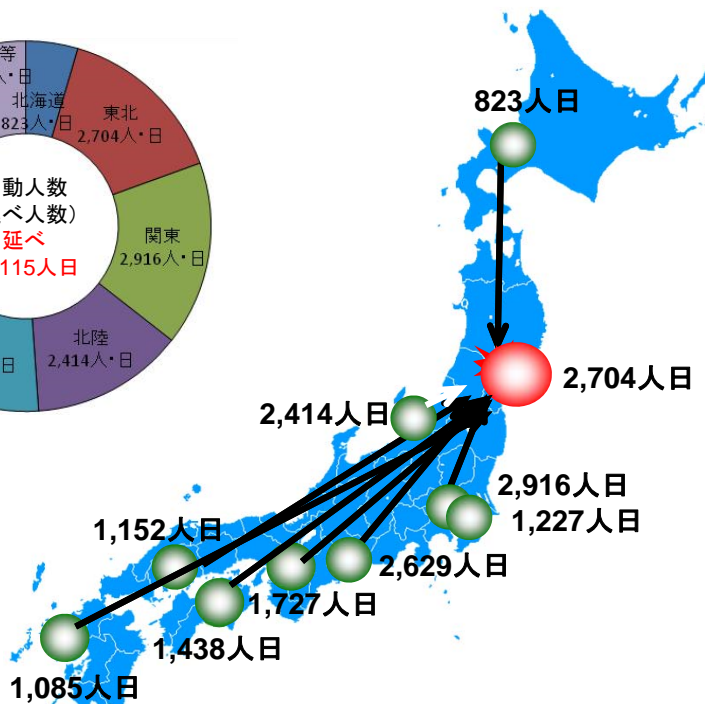 等
人・日
北海道
823人・日
東北
2,704人・日
動人数
べ人数）
延べ
115人日
関東
2,916人・日
北陸
2,414人・日
日
823人日
2,704人日
2,414人日
2,916人日
1,227人日
1,152人日
2,629人日
1,727人日
1,438人日
1,085人日